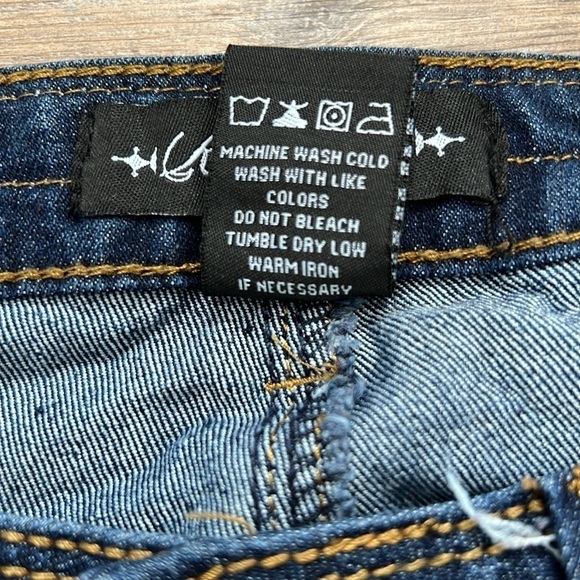 MACHINE WASH COLD
WASH WITH LIKE
COLORS
DO NOT BLEACH
TUMBLE DRY LOW
WARM IRON
IF NECESSARY